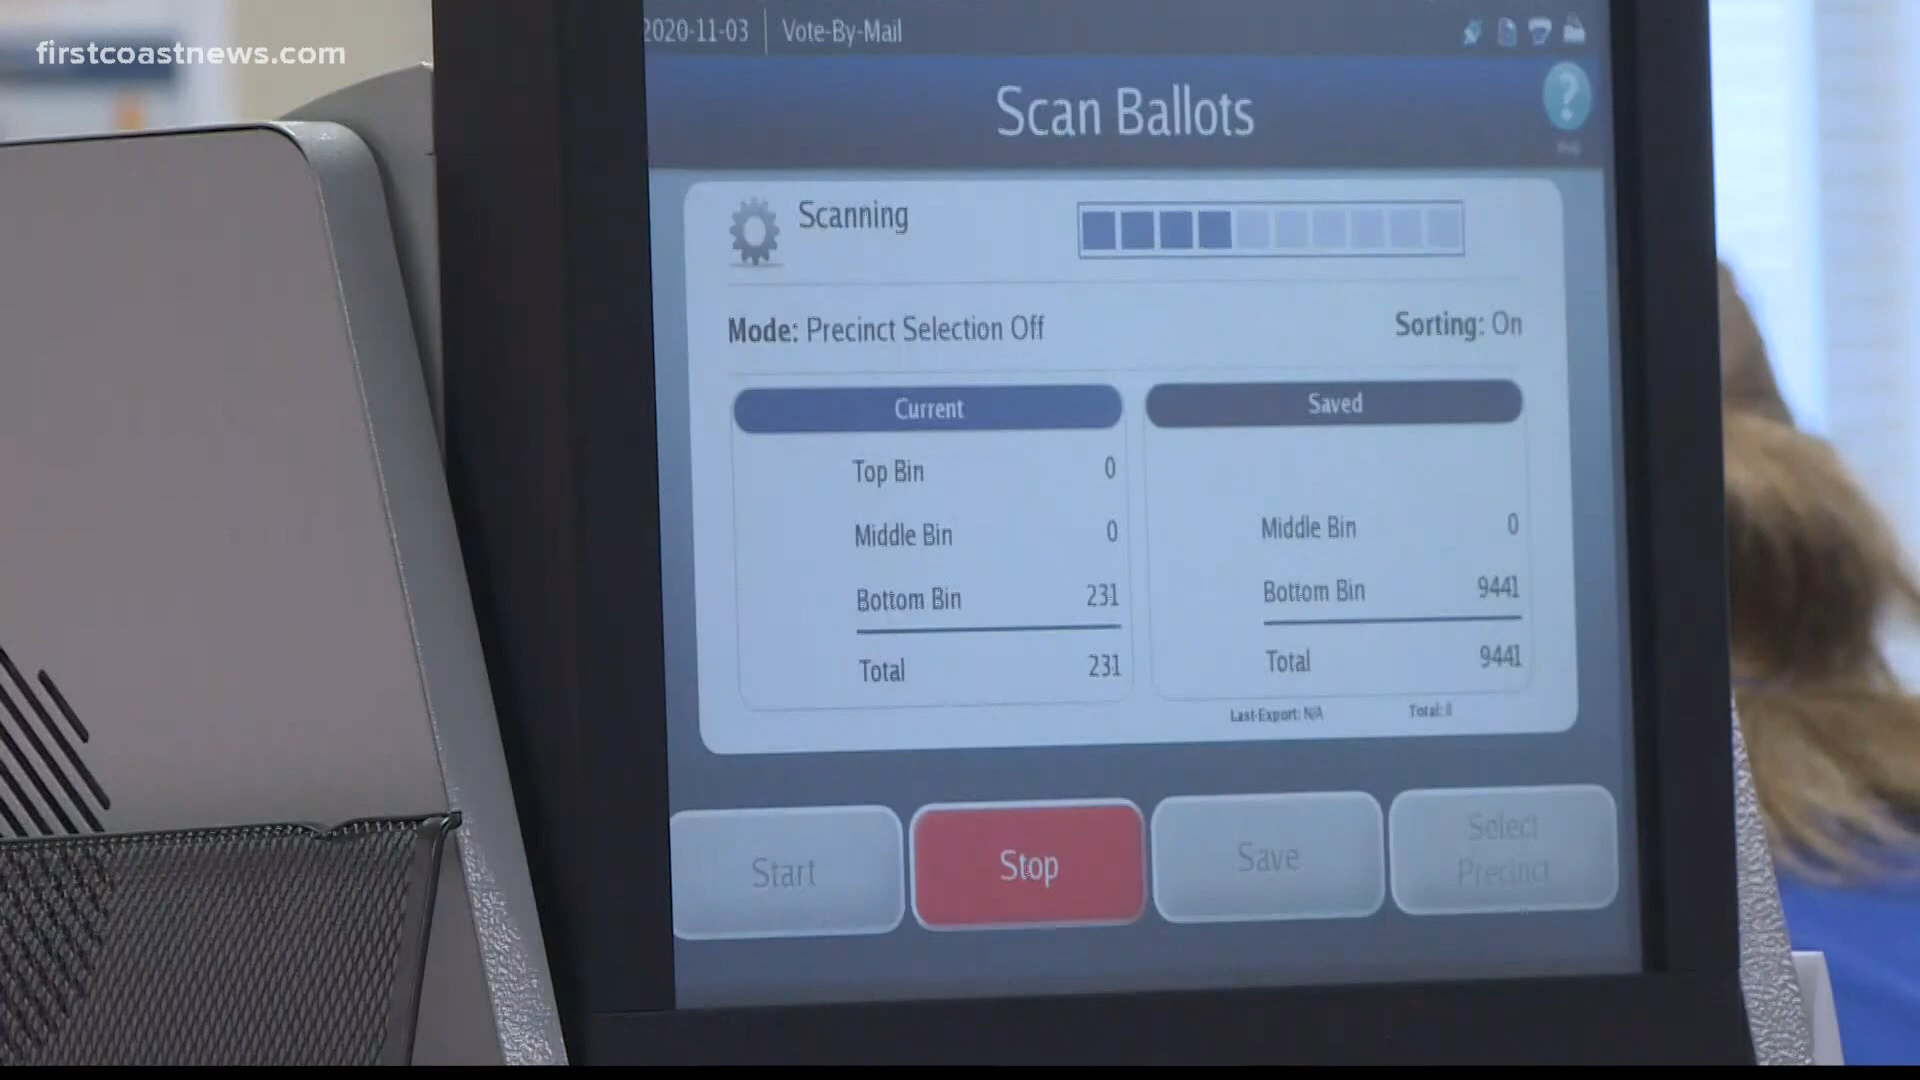 firstcoastnews.com
2020-11-03 | Vote-By-Mail
Scan Ballots
Scanning
Mode: Precinct Selection Off
Sorting: On
Current
Top Bin 0
Middle Bin 0
Bottom Bin 231
Total 231
Saved
Middle Bin 0
Bottom Bin 9441
Total 9441
Last Export: N/A Total: 0
Start
Stop
Save
Select
Precinct